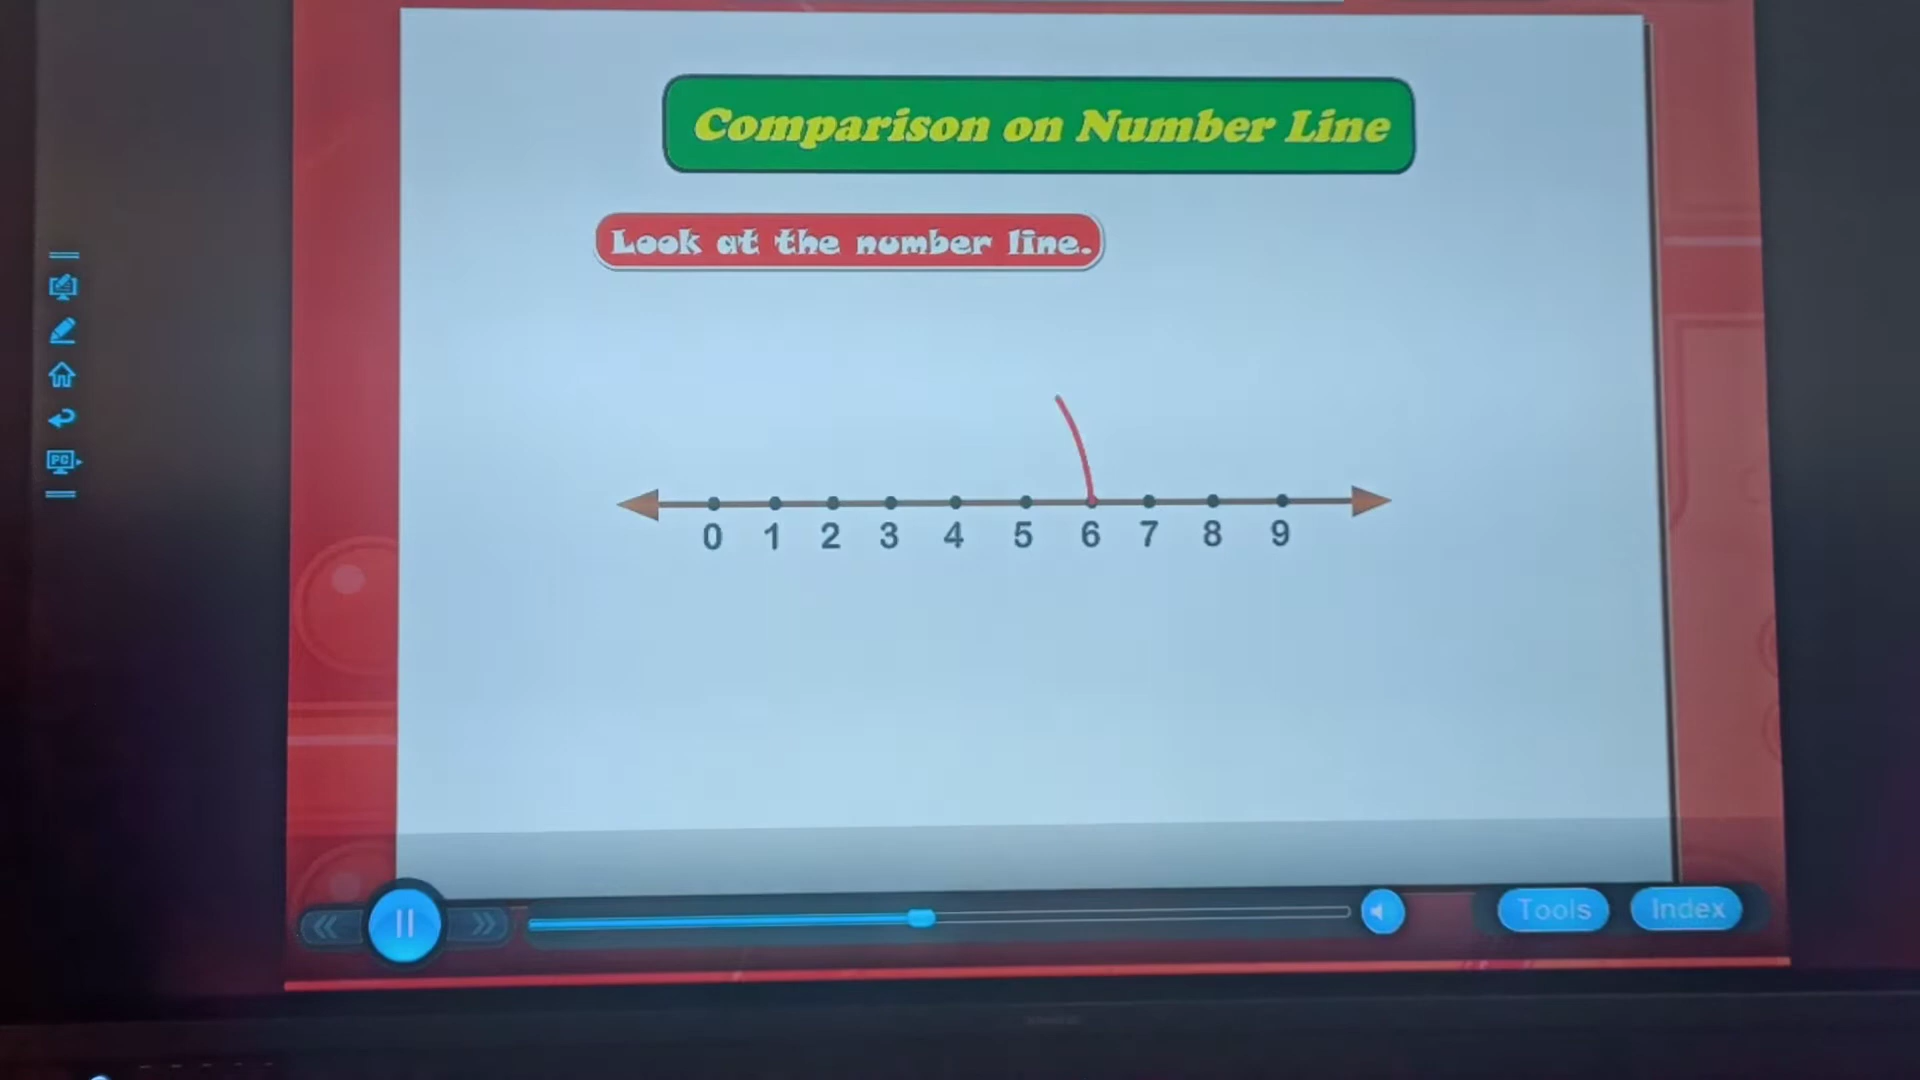 Comparison on Number Line
Look at the number line.
0 1 2 3 4 5 6 7 8 9
PC
Tools Index